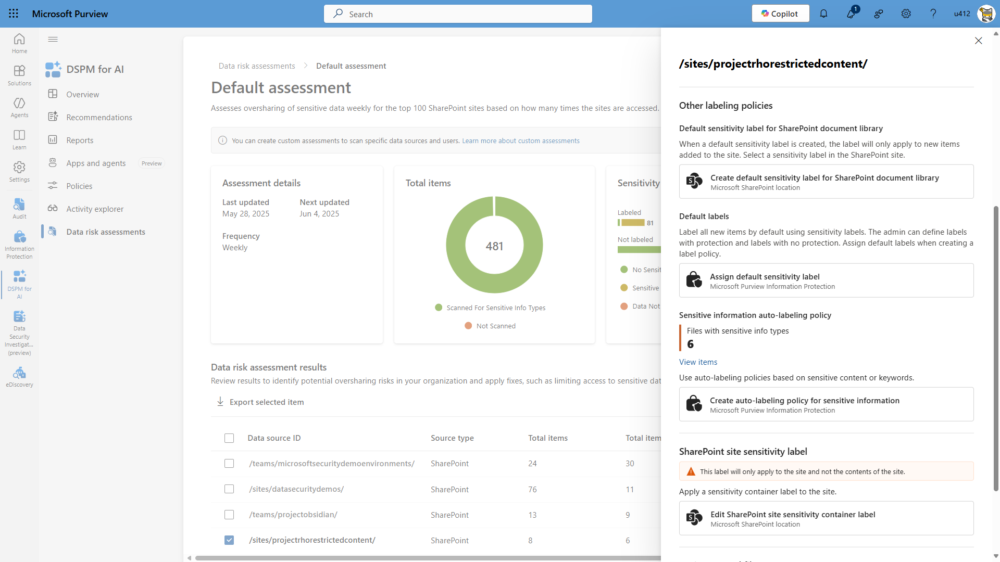 Microsoft Purview
Search
Copilot
1
u412
Home
Solutions
Agents
Learn
Settings
Audit
Information
Protection
DSPM for
AI
Data
Security
Investigat...
(preview)
eDiscovery
DSPM for AI
Overview
Recommendations
Reports
Apps and agents
Preview
Policies
Activity explorer
Data risk assessments
Data risk assessments
Default assessment
Default assessment
Assesses oversharing of sensitive data weekly for the top 100 SharePoint sites based on how many times the sites are accessed.
You can create custom assessments to scan specific data sources and users. Learn more about custom assessments
Assessment details
Last updated
May 28, 2025
Next updated
Jun 4, 2025
Frequency
Weekly
Total items
481
Scanned For Sensitive Info Types
Not Scanned
Sensitivity
Labeled
81
Not labeled
No Sensit
Sensitive
Data Not
Data risk assessment results
Review results to identify potential oversharing risks in your organization and apply fixes, such as limiting access to sensitive dat
Export selected item
Data source ID Source type Total items Total item
/teams/microsoftsecuritydemoenvironments/ SharePoint 24 30
/sites/datasecuritydemos/ SharePoint 76 11
/teams/projectobsidian/ SharePoint 13 9
/sites/projectrhorestrictedcontent/ SharePoint 8 6
/sites/projectrhorestrictedcontent/
Other labeling policies
Default sensitivity label for SharePoint document library
When a default sensitivity label is created, the label will only apply to new items
added to the site. Select a sensitivity label in the SharePoint site.
Create default sensitivity label for SharePoint document library
Microsoft SharePoint location
Default labels
Label all new items by default using sensitivity labels. The admin can define labels
with protection and labels with no protection. Assign default labels when creating a
label policy.
Assign default sensitivity label
Microsoft Purview Information Protection
Sensitive information auto-labeling policy
Files with sensitive info types
6
View items
Use auto-labeling policies based on sensitive content or keywords.
Create auto-labeling policy for sensitive information
Microsoft Purview Information Protection
SharePoint site sensitivity label
This label will only apply to the site and not the contents of the site.
Apply a sensitivity container label to the site.
Edit SharePoint site sensitivity container label
Microsoft SharePoint location